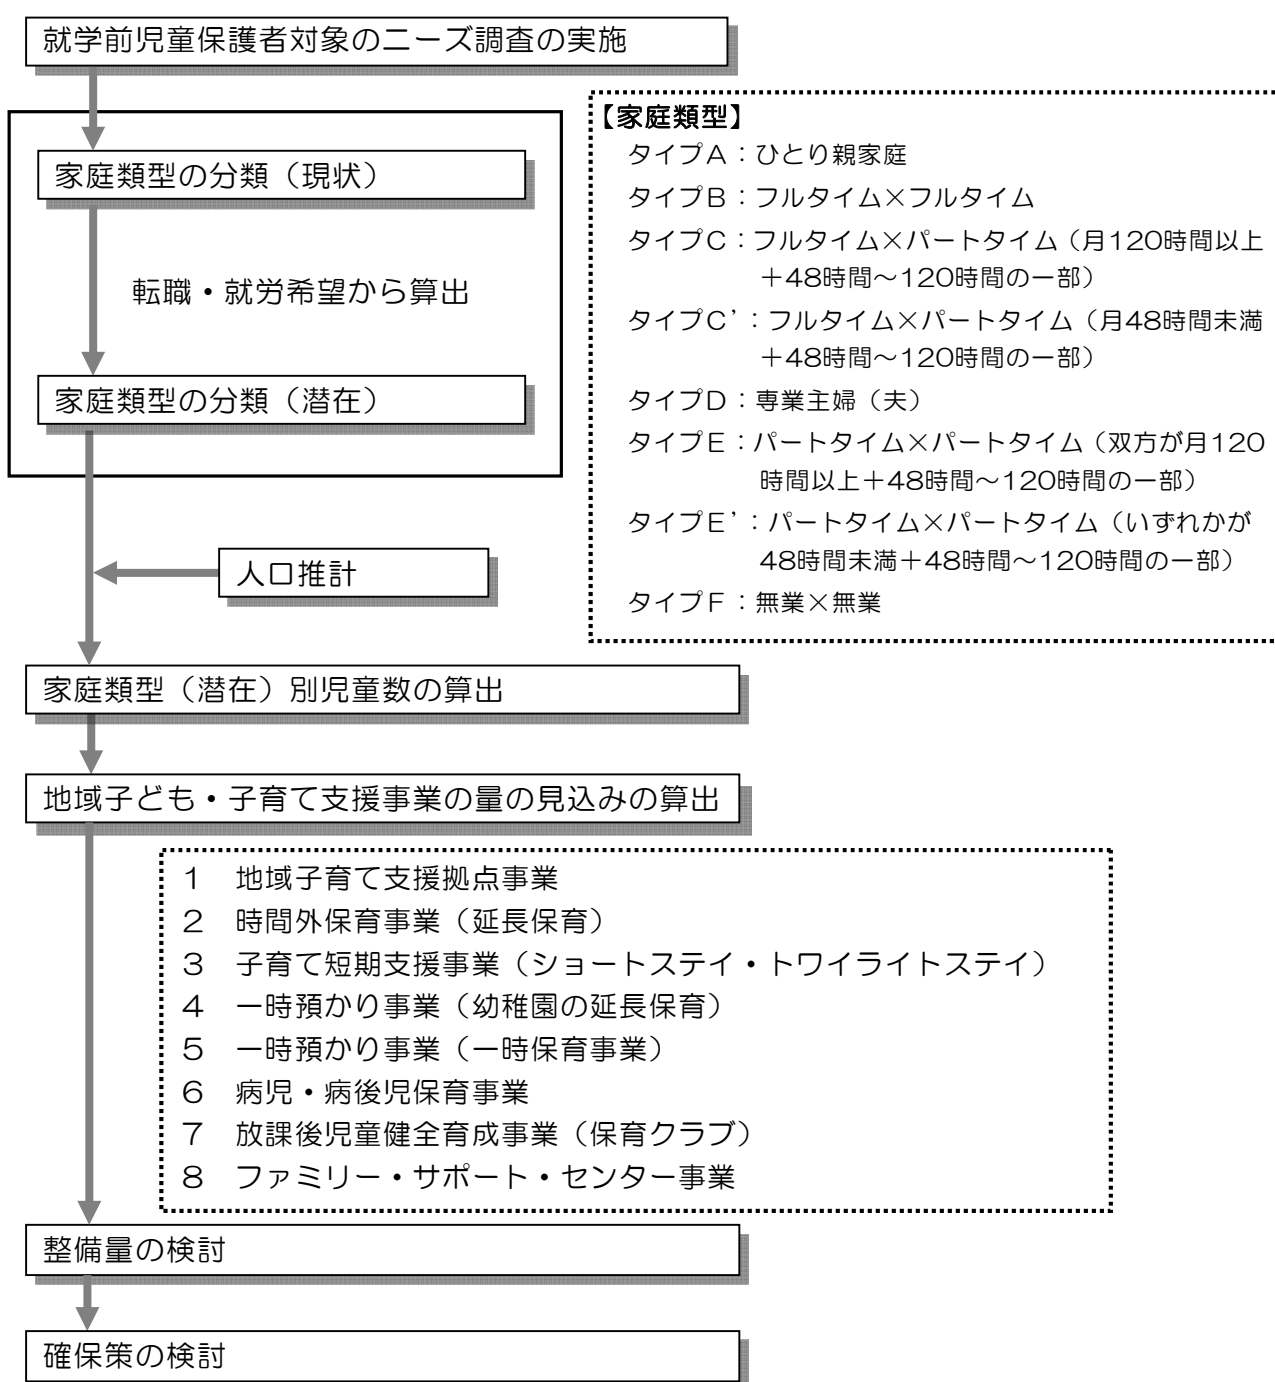 就学前児童保護者対象のニーズ調査の実施
家庭類型の分類（現状）
転職・就労希望から算出
家庭類型の分類（潜在）
【家庭類型】
タイプＡ：ひとり親家庭
タイプＢ：フルタイム×フルタイム
タイプＣ：フルタイム×パートタイム（月120時間以上
＋48時間～120時間の一部）
タイプＣ’：フルタイム×パートタイム（月48時間未満
＋48時間～120時間の一部）
タイプＤ：専業主婦（夫）
タイプＥ：パートタイム×パートタイム（双方が月120
時間以上＋48時間～120時間の一部）
タイプＥ’：パートタイム×パートタイム（いずれかが
48時間未満＋48時間～120時間の一部）
タイプＦ：無業×無業
人口推計
家庭類型（潜在）別児童数の算出
地域子ども・子育て支援事業の量の見込みの算出
１　地域子育て支援拠点事業
２　時間外保育事業（延長保育）
３　子育て短期支援事業（ショートステイ・トワイライトステイ）
４　一時預かり事業（幼稚園の延長保育）
５　一時預かり事業（一時保育事業）
６　病児・病後児保育事業
７　放課後児童健全育成事業（保育クラブ）
８　ファミリー・サポート・センター事業
整備量の検討
確保策の検討